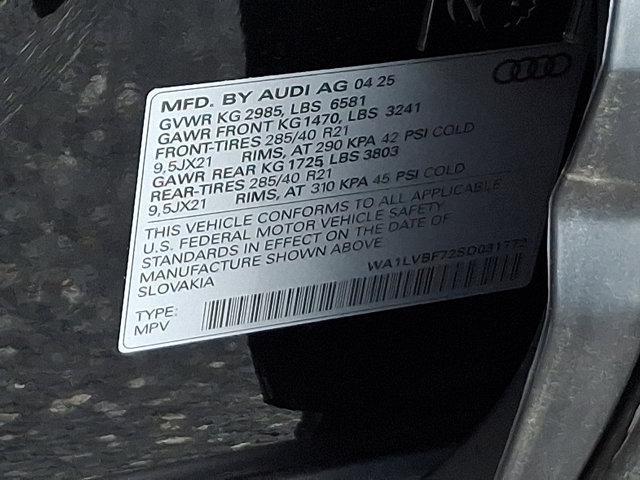 MFD. BY AUDI AG 04 25
GVWR KG 2985, LBS 6581
GAWR FRONT KG 1470, LBS 3241
FRONT-TIRES 285/40 R21
9,5JX21 RIMS, AT 290 KPA 42 PSI COLD
GAWR REAR KG 1725 LBS 3803
REAR-TIRES 285/40 R21
9,5JX21 RIMS, AT 310 KPA 45 PSI COLD
THIS VEHICLE CONFORMS TO ALL APPLICABLE
U.S. FEDERAL MOTOR VEHICLE SAFETY
STANDARDS IN EFFECT ON THE DATE OF
MANUFACTURE SHOWN ABOVE
SLOVAKIA
WA1LVBF72SD031772
TYPE:
MPV